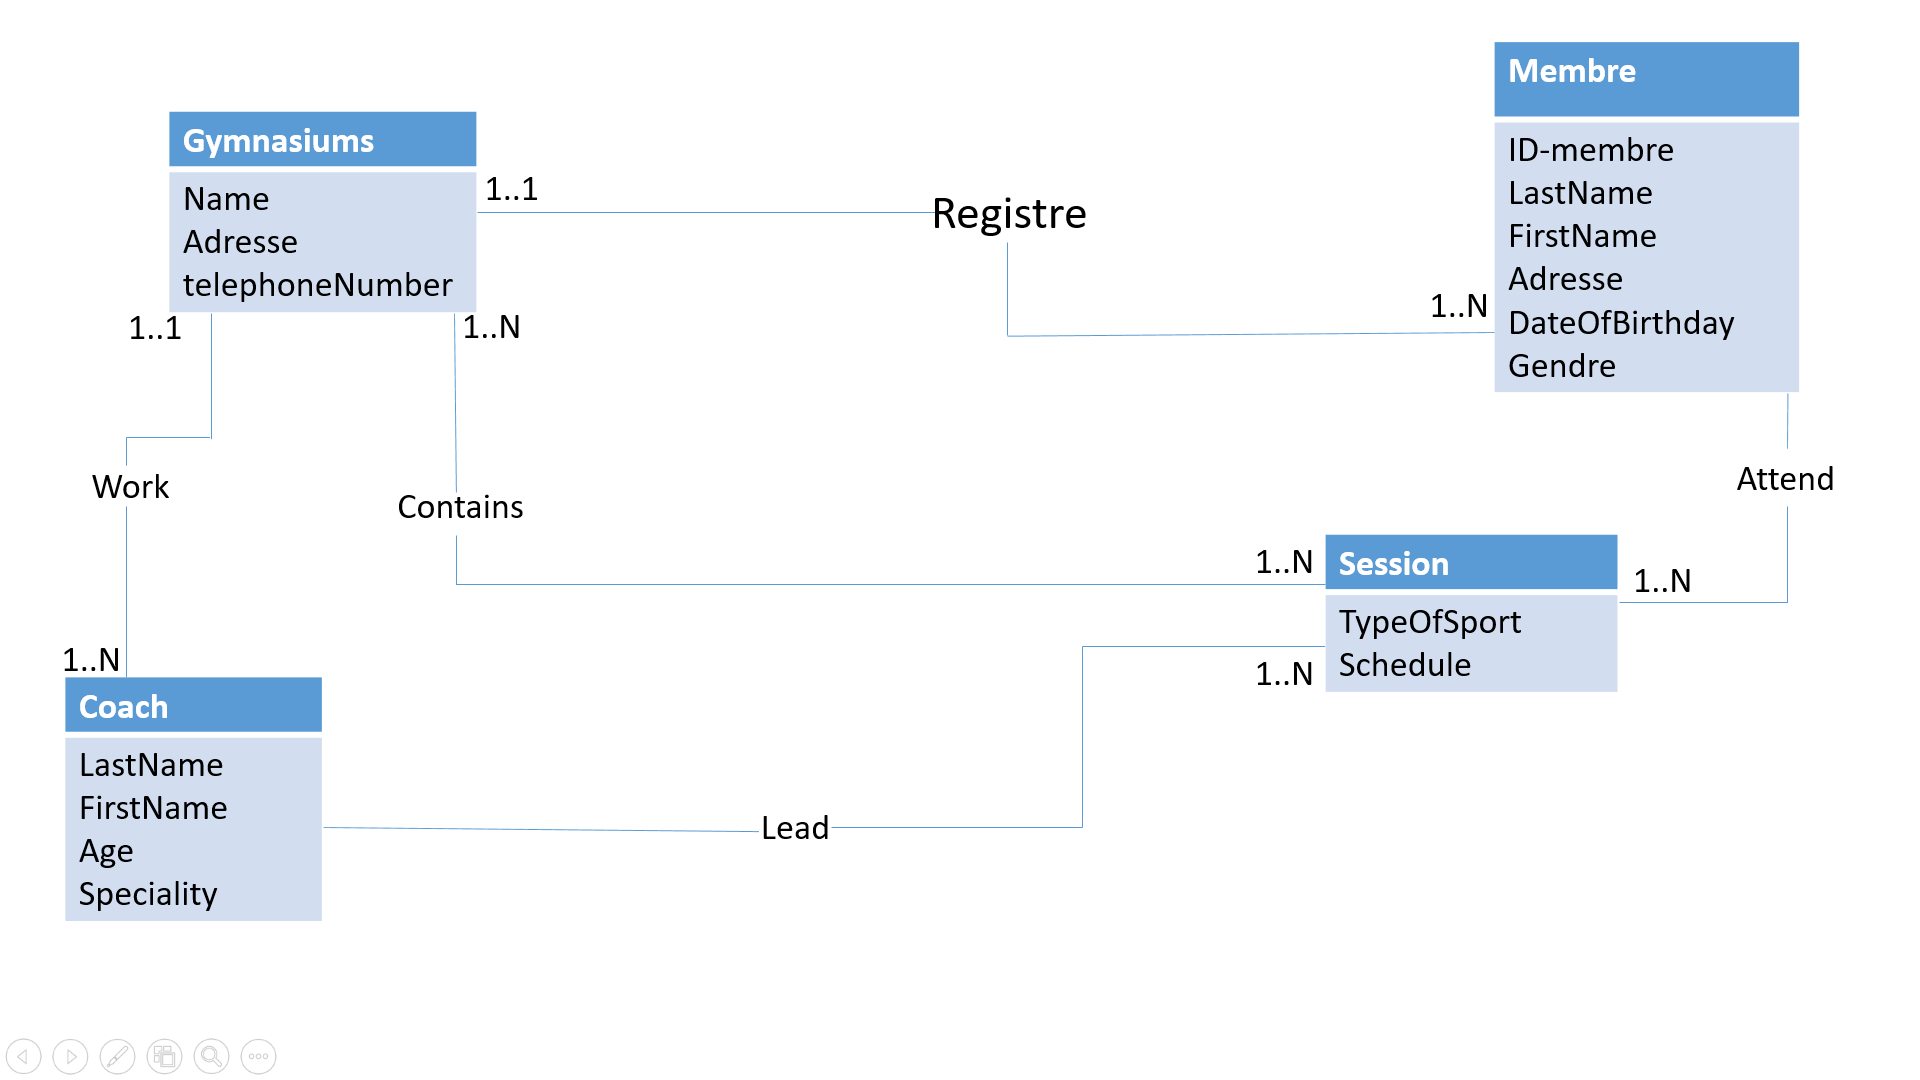 Membre
ID-membre
LastName
FirstName
Adresse
DateOfBirthday
Gendre
Gymnasiums
Name
Adresse
telephoneNumber
1..1
Registre
1..N
1..1
1..N
Work
Contains
Attend
1..N
Session
TypeOfSport
Schedule
1..N
1..N
1..N
Coach
LastName
FirstName
Age
Speciality
Lead